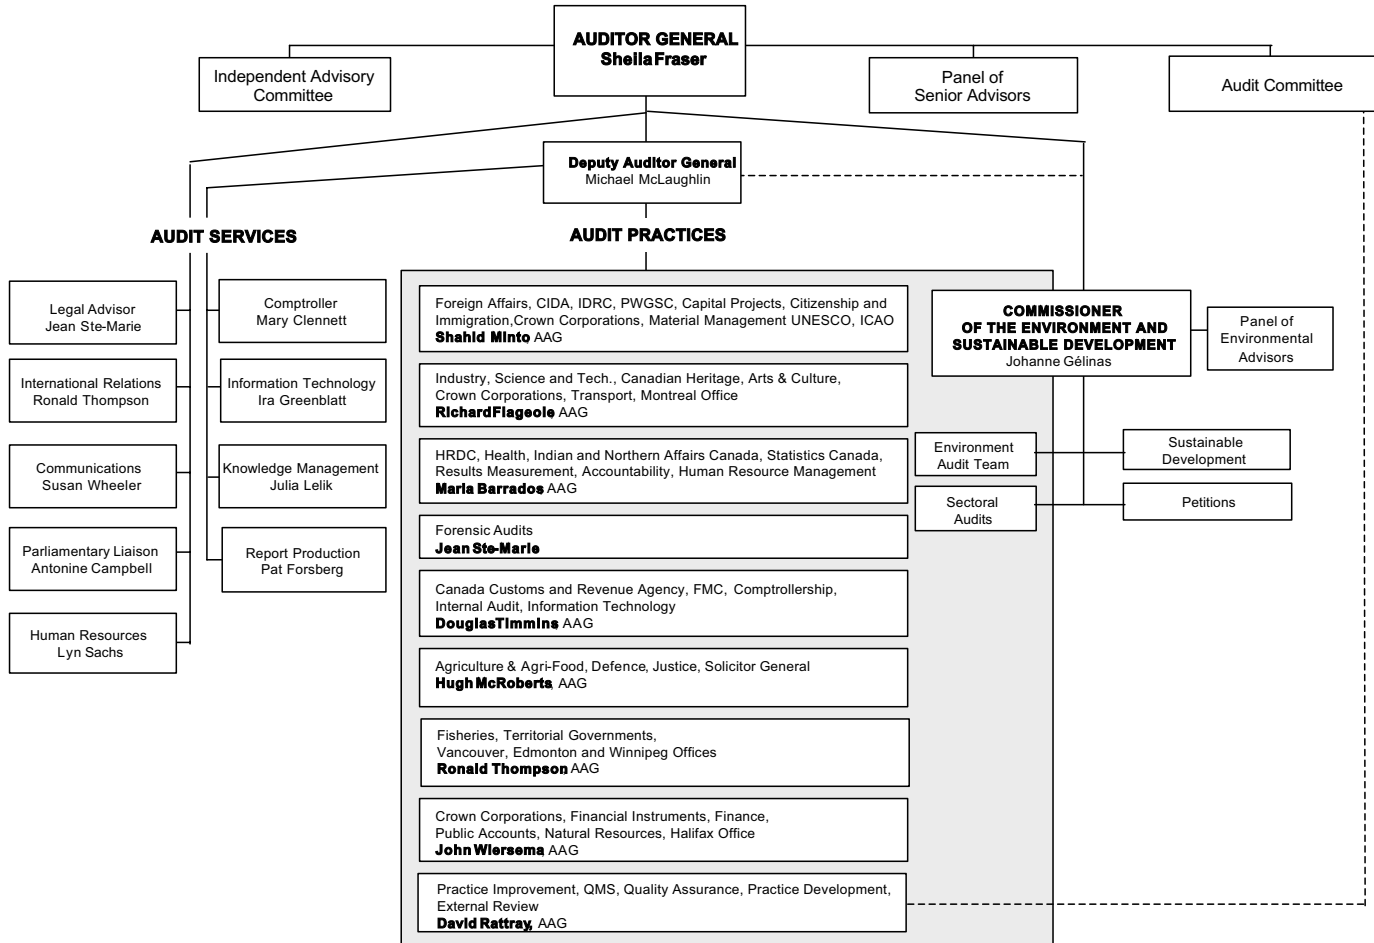 AUDITOR GENERAL
Sheila Fraser
Independent Advisory
Committee
Panel of
Senior Advisors
Audit Committee
Deputy Auditor General
Michael McLaughlin
AUDIT SERVICES
AUDIT PRACTICES
Legal Advisor
Jean Ste-Marie
Comptroller
Mary Clennett
International Relations
Ronald Thompson
Information Technology
Ira Greenblatt
Communications
Susan Wheeler
Knowledge Management
Julia Lelik
Parliamentary Liaison
Antonine Campbell
Report Production
Pat Forsberg
Human Resources
Lyn Sachs
Foreign Affairs, CIDA, IDRC, PWGSC, Capital Projects, Citizenship and
Immigration,Crown Corporations, Material Management UNESCO, ICAO
Shahid Minto, AAG
Industry, Science and Tech., Canadian Heritage, Arts & Culture,
Crown Corporations, Transport, Montreal Office
Richard Flageole, AAG
HRDC, Health, Indian and Northern Affairs Canada, Statistics Canada,
Results Measurement, Accountability, Human Resource Management
Maria Barrados, AAG
Forensic Audits
Jean Ste-Marie
Canada Customs and Revenue Agency, FMC, Comptrollership,
Internal Audit, Information Technology
Douglas Timmins, AAG
Agriculture & Agri-Food, Defence, Justice, Solicitor General
Hugh McRoberts, AAG
Fisheries, Territorial Governments,
Vancouver, Edmonton and Winnipeg Offices
Ronald Thompson, AAG
Crown Corporations, Financial Instruments, Finance,
Public Accounts, Natural Resources, Halifax Office
John Wiersema, AAG
Practice Improvement, QMS, Quality Assurance, Practice Development,
External Review
David Rattray, AAG
COMMISSIONER
OF THE ENVIRONMENT AND
SUSTAINABLE DEVELOPMENT
Johanne Gélinas
Panel of
Environmental
Advisors
Environment
Audit Team
Sustainable
Development
Sectoral
Audits
Petitions